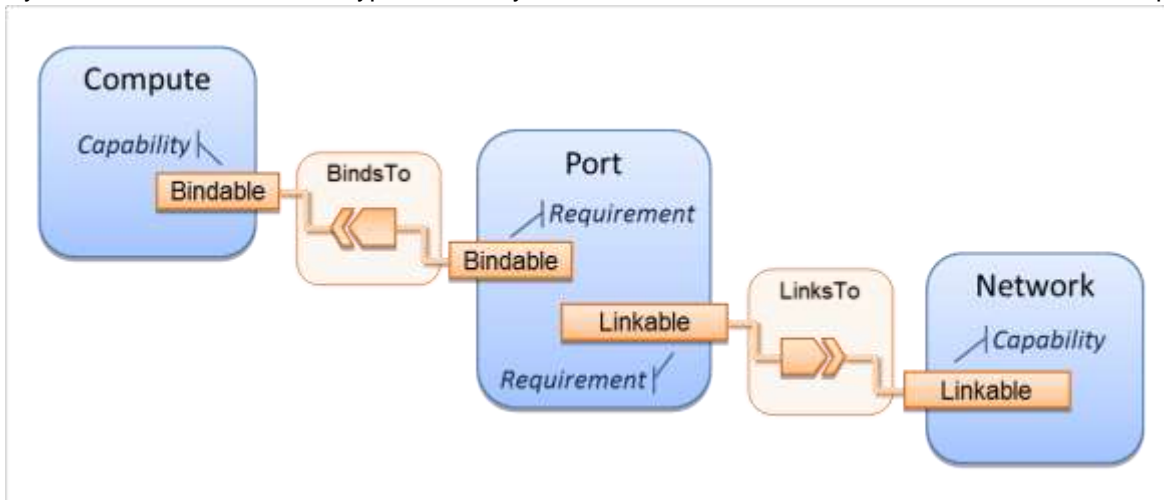 Compute
Capability
Bindable
BindsTo
Port
Requirement
Bindable
Linkable
Requirement
LinksTo
Network
Capability
Linkable